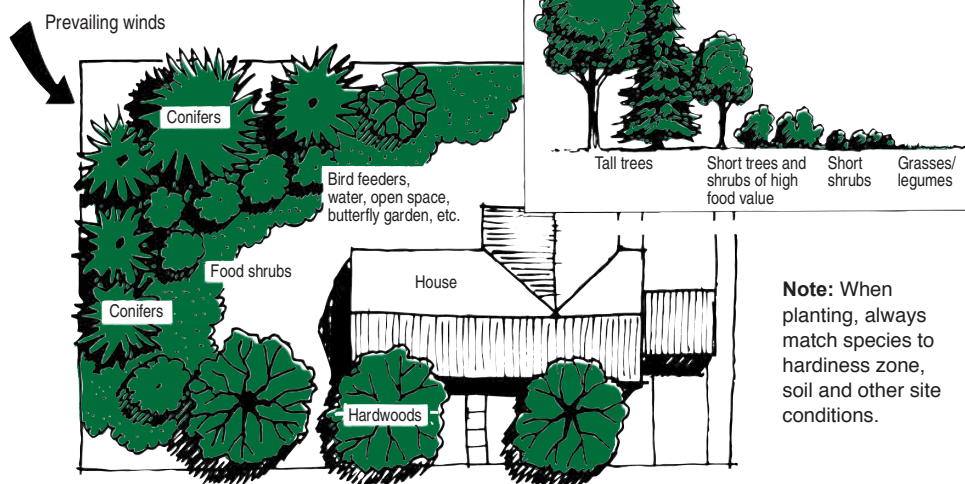 Prevailing winds
Conifers
Bird feeders,
water, open space,
butterfly garden, etc.
Food shrubs
Conifers
House
Hardwoods
Tall trees
Short trees and
shrubs of high
food value
Short
shrubs
Grasses/
legumes
Note: When
planting, always
match species to
hardiness zone,
soil and other site
conditions.